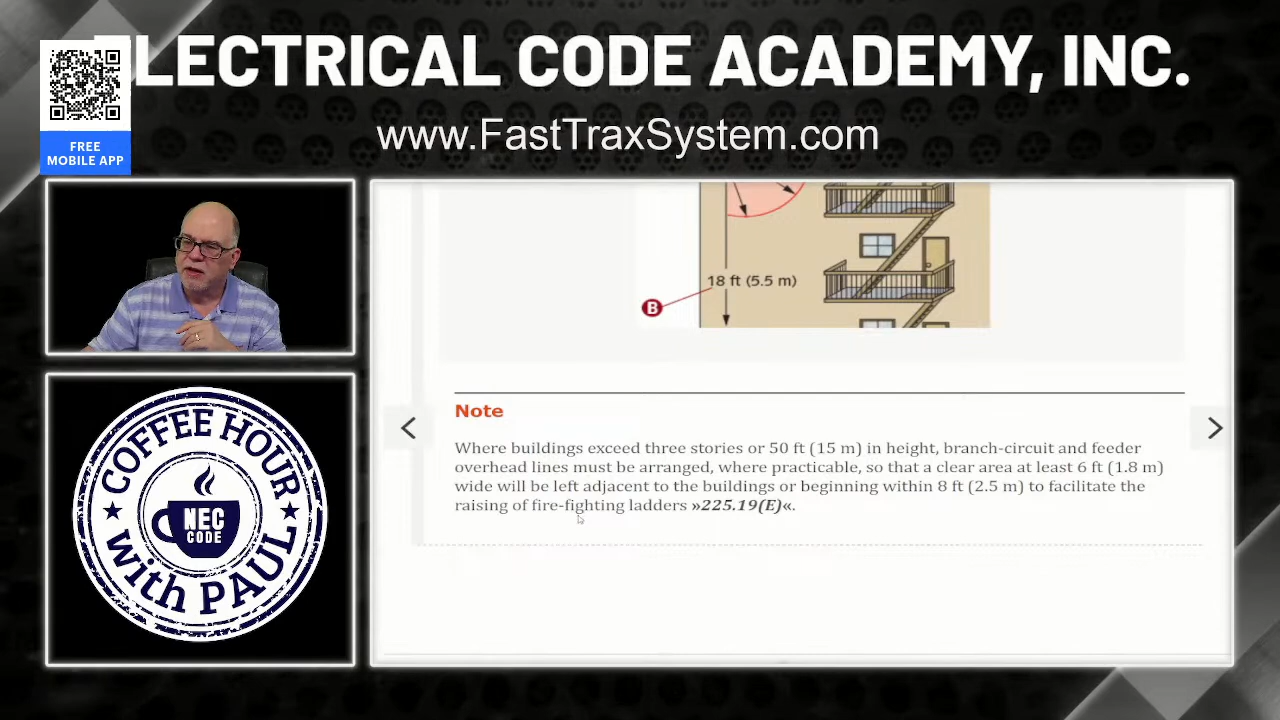 ELECTRICAL CODE ACADEMY, INC.
www.FastTraxSystem.com
FREE
MOBILE APP
18 ft (5.5 m)
B
Note
Where buildings exceed three stories or 50 ft (15 m) in height, branch-circuit and feeder
overhead lines must be arranged, where practicable, so that a clear area at least 6 ft (1.8 m)
wide will be left adjacent to the buildings or beginning within 8 ft (2.5 m) to facilitate the
raising of fire-fighting ladders »225.19(E)«.
COFFEE HOUR
NEC
CODE
with PAUL